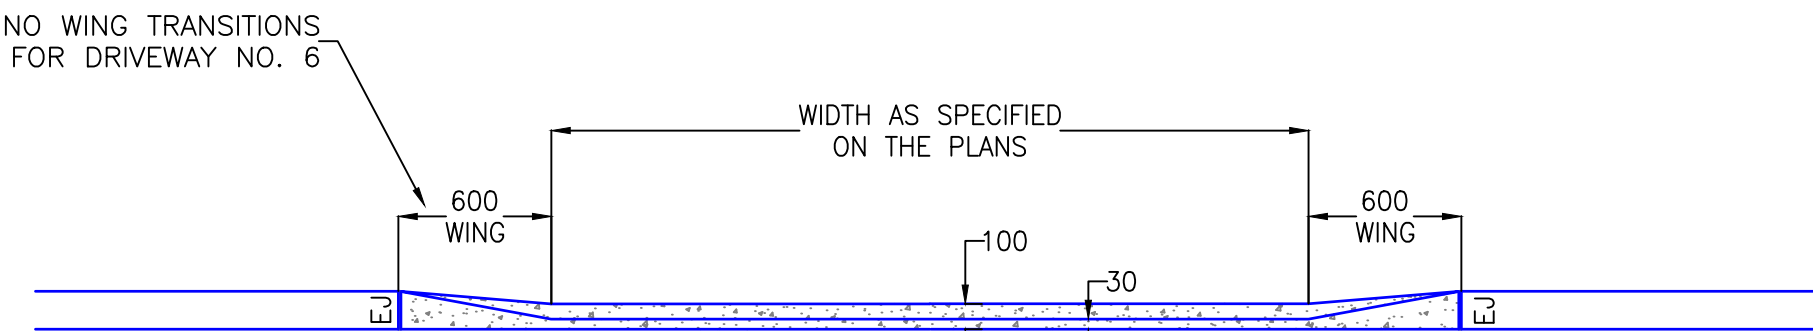 NO WING TRANSITIONS
FOR DRIVEWAY NO. 6
WIDTH AS SPECIFIED
ON THE PLANS
600
WING
600
WING
100
30
EJ
EJ